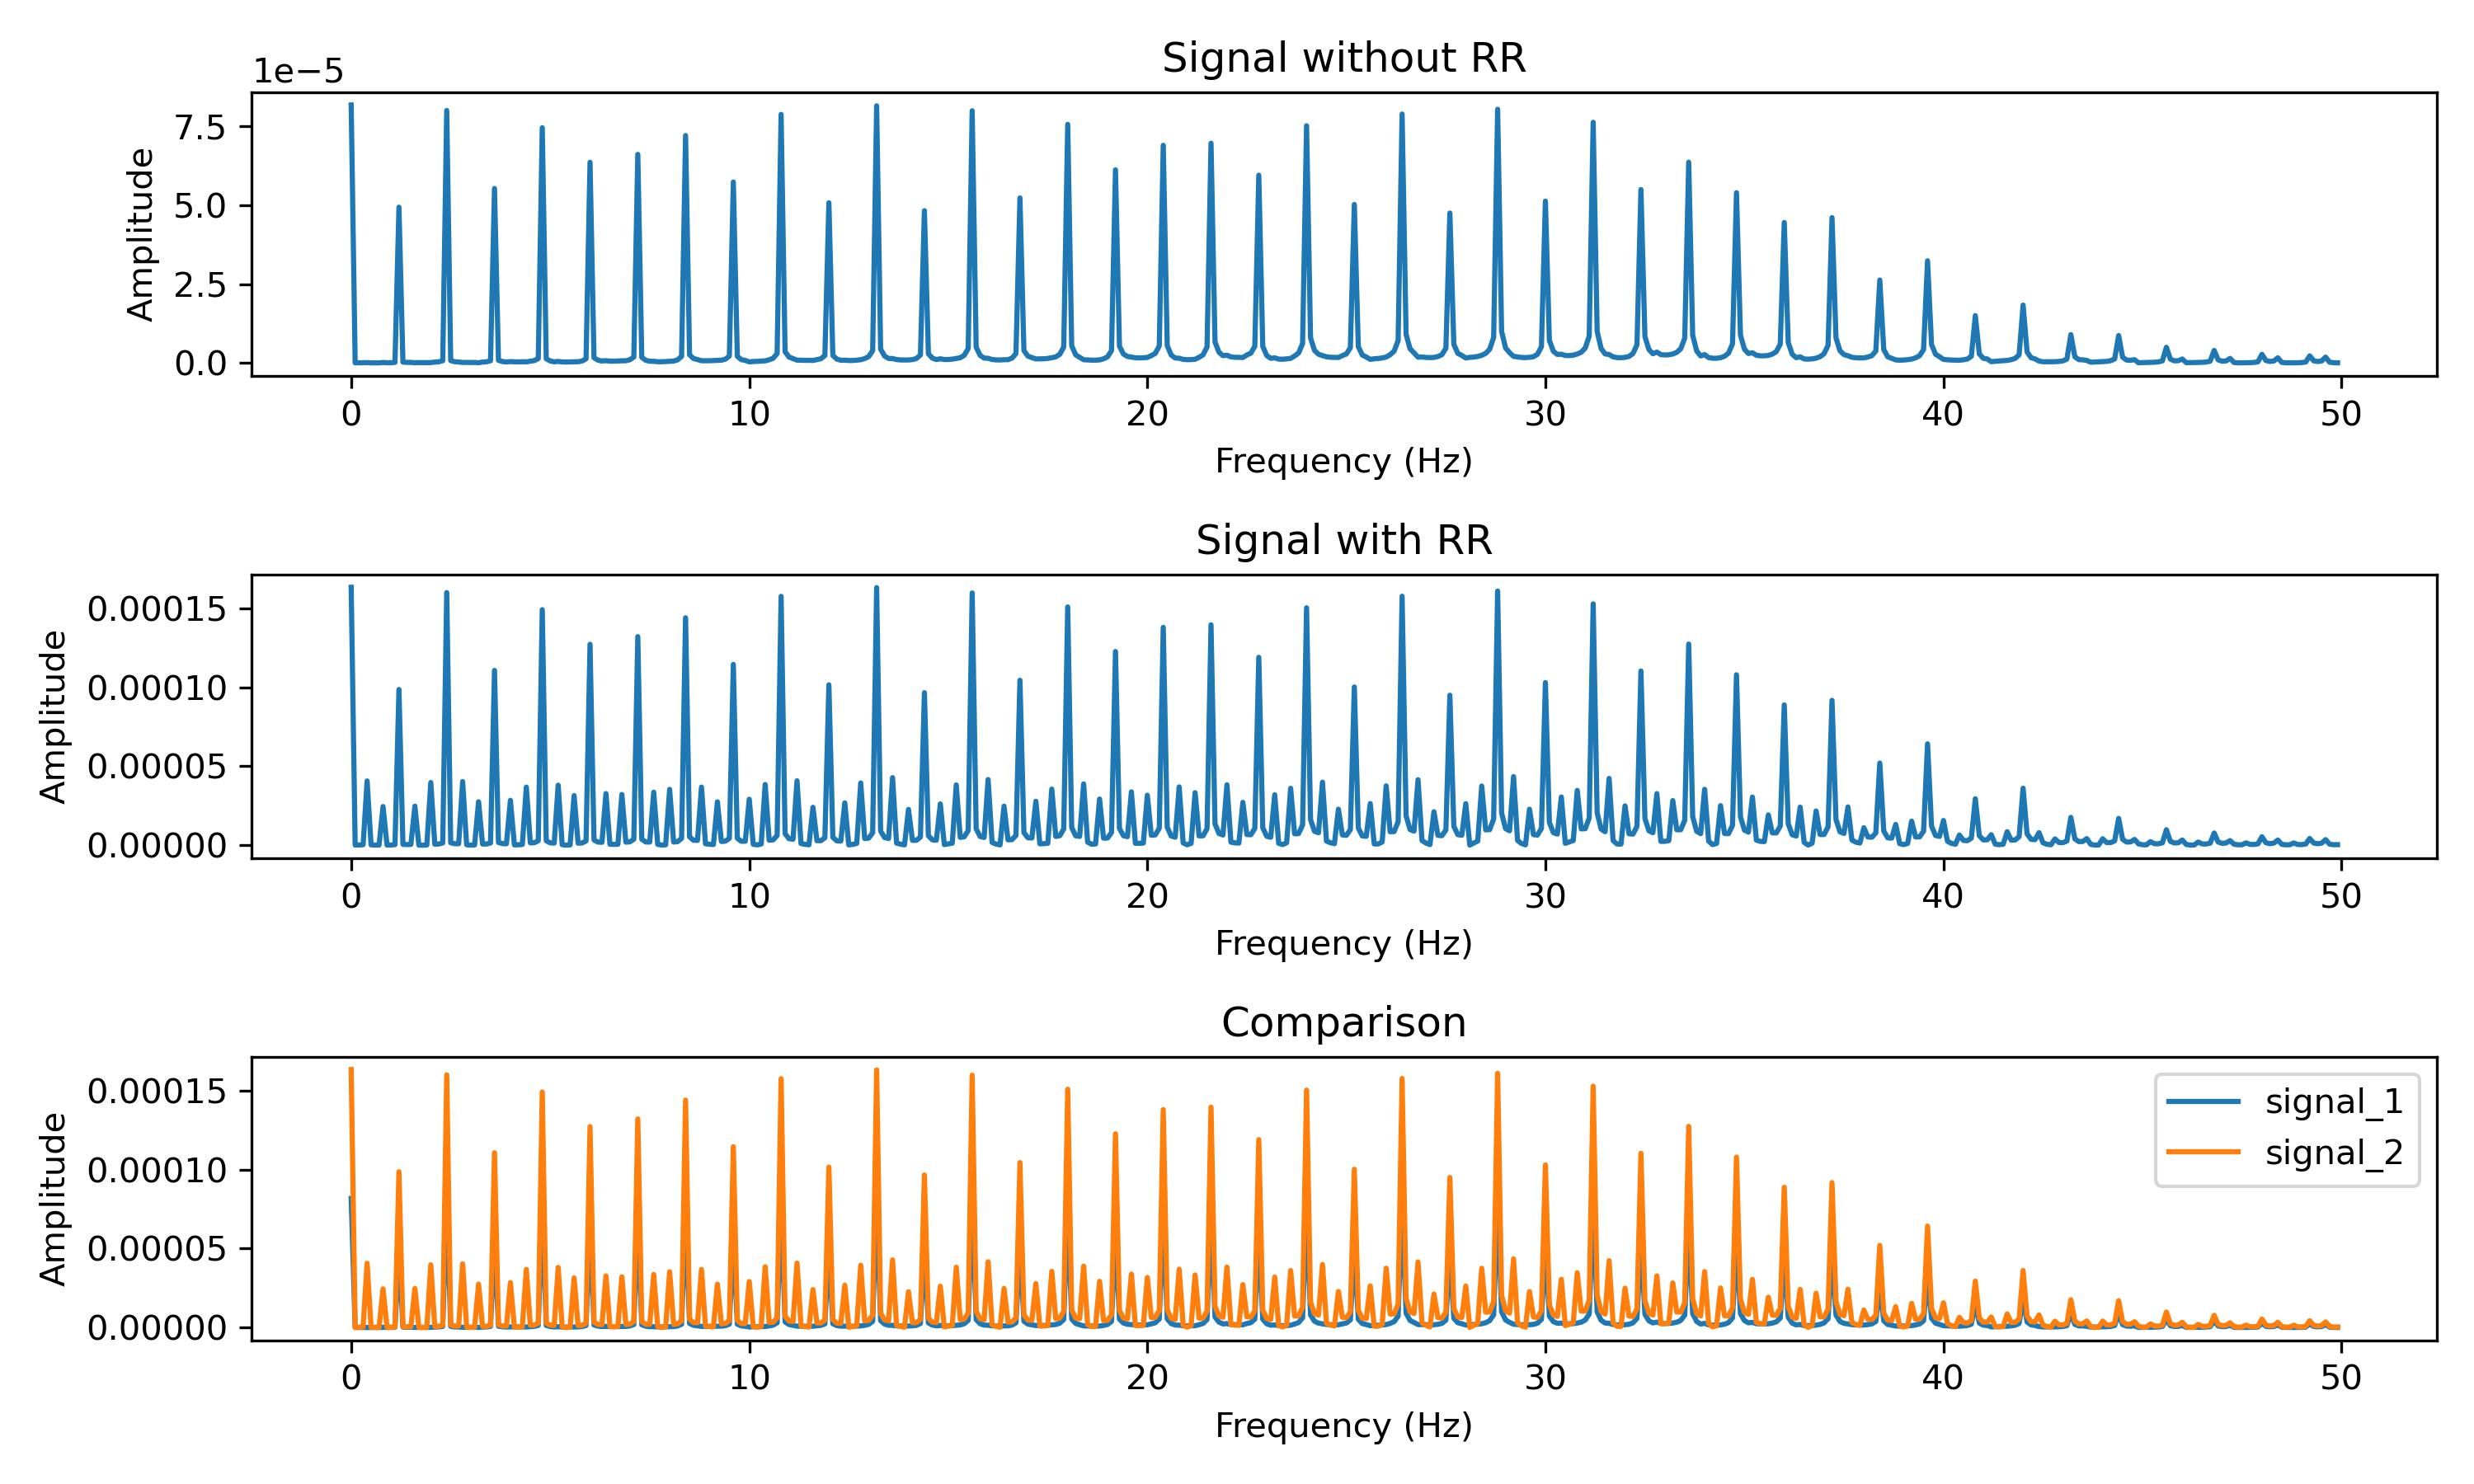 Signal without RR
1e−5
7.5
5.0
2.5
0.0
Amplitude
0 10 20 30 40 50
Frequency (Hz)
Signal with RR
0.00015
0.00010
0.00005
0.00000
Amplitude
0 10 20 30 40 50
Frequency (Hz)
Comparison
0.00015
0.00010
0.00005
0.00000
Amplitude
signal_1
signal_2
0 10 20 30 40 50
Frequency (Hz)